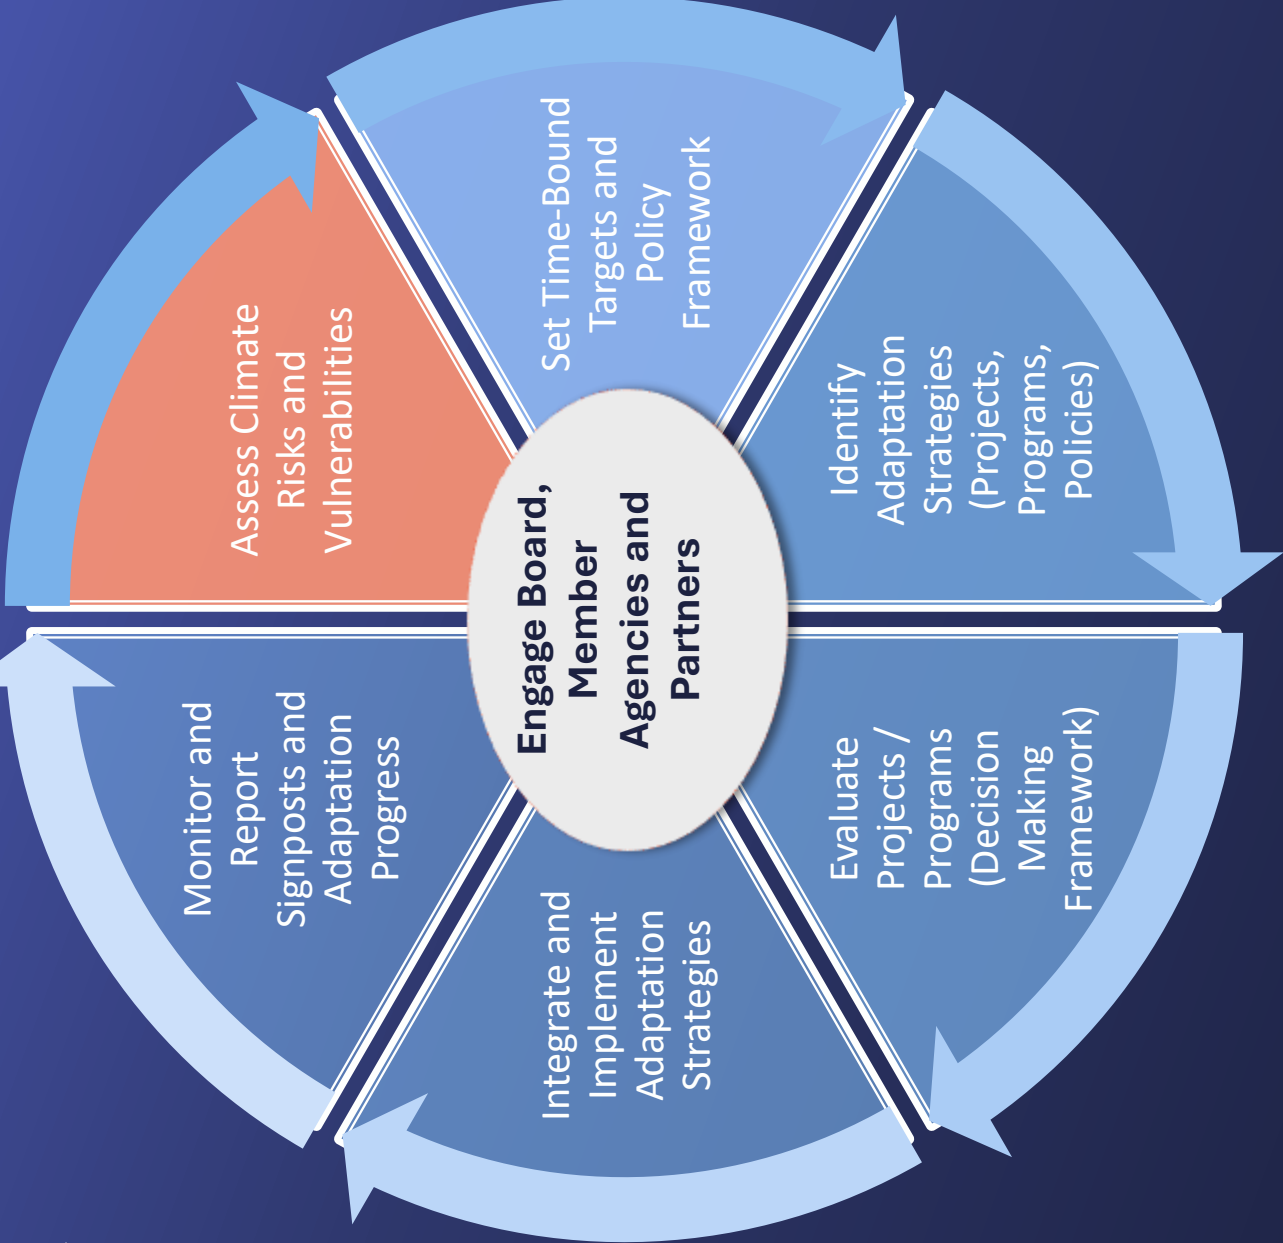 Assess Climate
Risks and
Vulnerabilities
Set Time-Bound
Targets and
Policy
Framework
Identify
Adaptation
Strategies
(Projects,
Programs,
Policies)
Evaluate
Projects /
Programs
(Decision
Making
Framework)
Integrate and
Implement
Adaptation
Strategies
Monitor and
Report
Signposts and
Adaptation
Progress
Engage Board,
Member
Agencies and
Partners